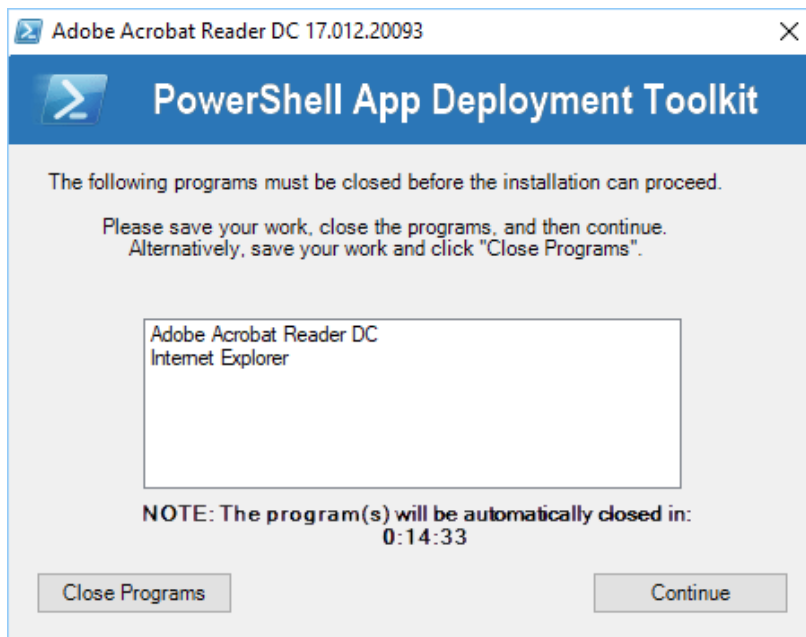 Adobe Acrobat Reader DC 17.012.20093
PowerShell App Deployment Toolkit
The following programs must be closed before the installation can proceed.
Please save your work, close the programs, and then continue.
Alternatively, save your work and click "Close Programs".
Adobe Acrobat Reader DC
Internet Explorer
NOTE: The program(s) will be automatically closed in:
0:14:33
Close Programs
Continue